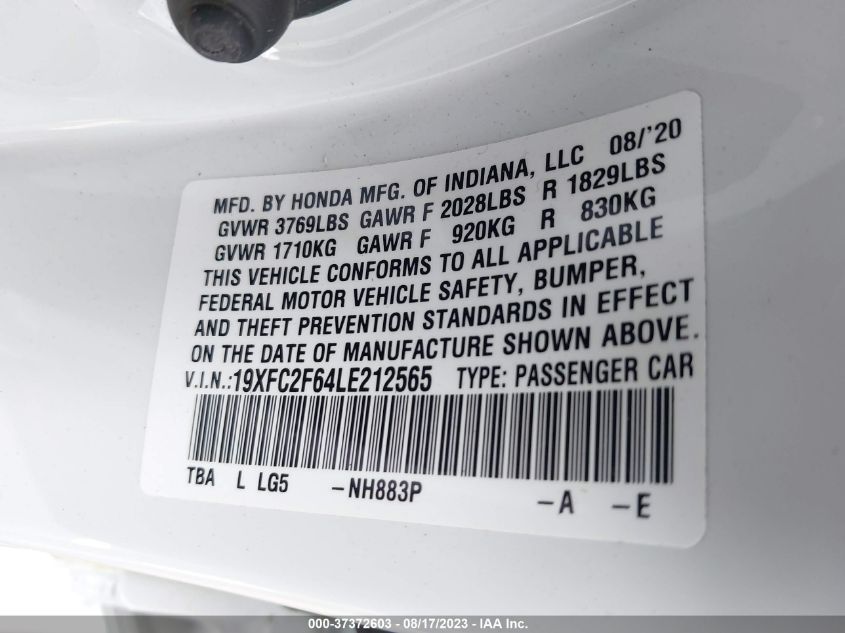 MFD. BY HONDA MFG. OF INDIANA, LLC 08/'20
GVWR 3769LBS GAWR F 2028LBS R 1829LBS
GVWR 1710KG GAWR F 920KG R 830KG
THIS VEHICLE CONFORMS TO ALL APPLICABLE
FEDERAL MOTOR VEHICLE SAFETY, BUMPER,
AND THEFT PREVENTION STANDARDS IN EFFECT
ON THE DATE OF MANUFACTURE SHOWN ABOVE.
V.I.N.: 19XFC2F64LE212565 TYPE: PASSENGER CAR
TBA L LG5 -NH883P -A -E
000-37372603 - 08/17/2023 - IAA Inc.